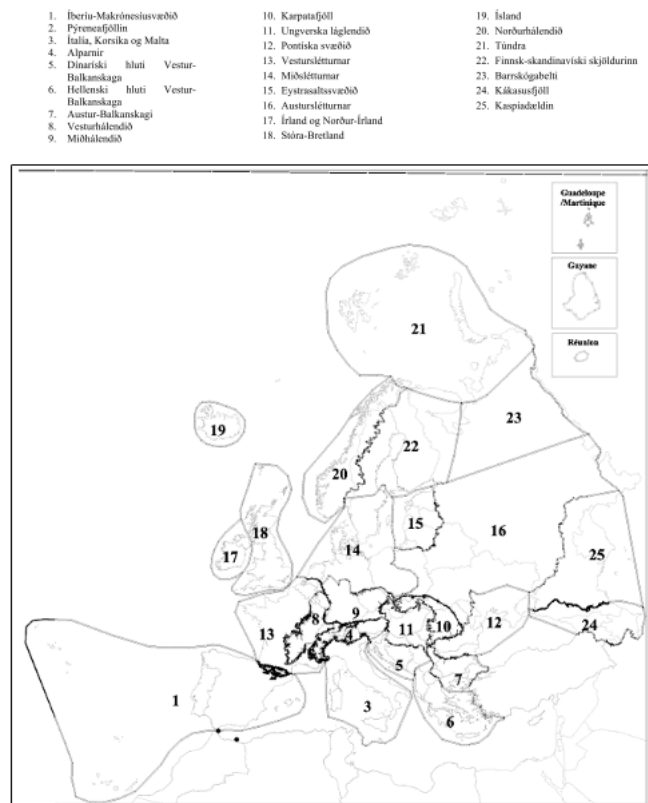 1. Íberíu-Makrónesíusvæðið
2. Pýreneafjöllin
3. Ítalía, Korsíka og Malta
4. Alparnir
5. Dínaríski hluti Vestur-
Balkanskaga
6. Hellenski hluti Vestur-
Balkanskaga
7. Austur-Balkanskagi
8. Vesturhálendið
9. Miðhálendið
10. Karpatafjöll
11. Ungverska láglendið
12. Pontíska svæðið
13. Vesturslétturnar
14. Miðslétturnar
15. Eystrasaltssvæðið
16. Austurslétturnar
17. Írland og Norður-Írland
18. Stóra-Bretland
19. Ísland
20. Norðurhálendið
21. Túndra
22. Finnsk-skandinavíski skjöldurinn
23. Barrskógabelti
24. Kákasusfjöll
25. Kaspíadældin
Guadeloupe
/Martinique
Guyane
Réunion
21
23
19
22
20
18
15
16
17
14
25
9
8
13
10
12
24
4
11
5
7
1
3
6